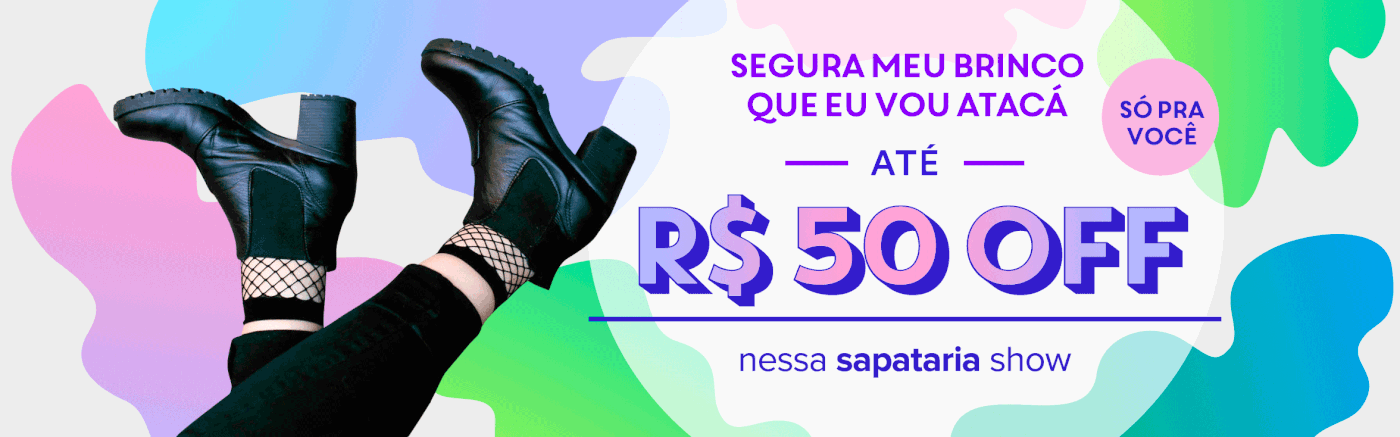 SEGURA MEU BRINCO
QUE EU VOU ATACÁ
SÓ PRA
VOCÊ
ATÉ
R$ 50 OFF
nessa sapataria show